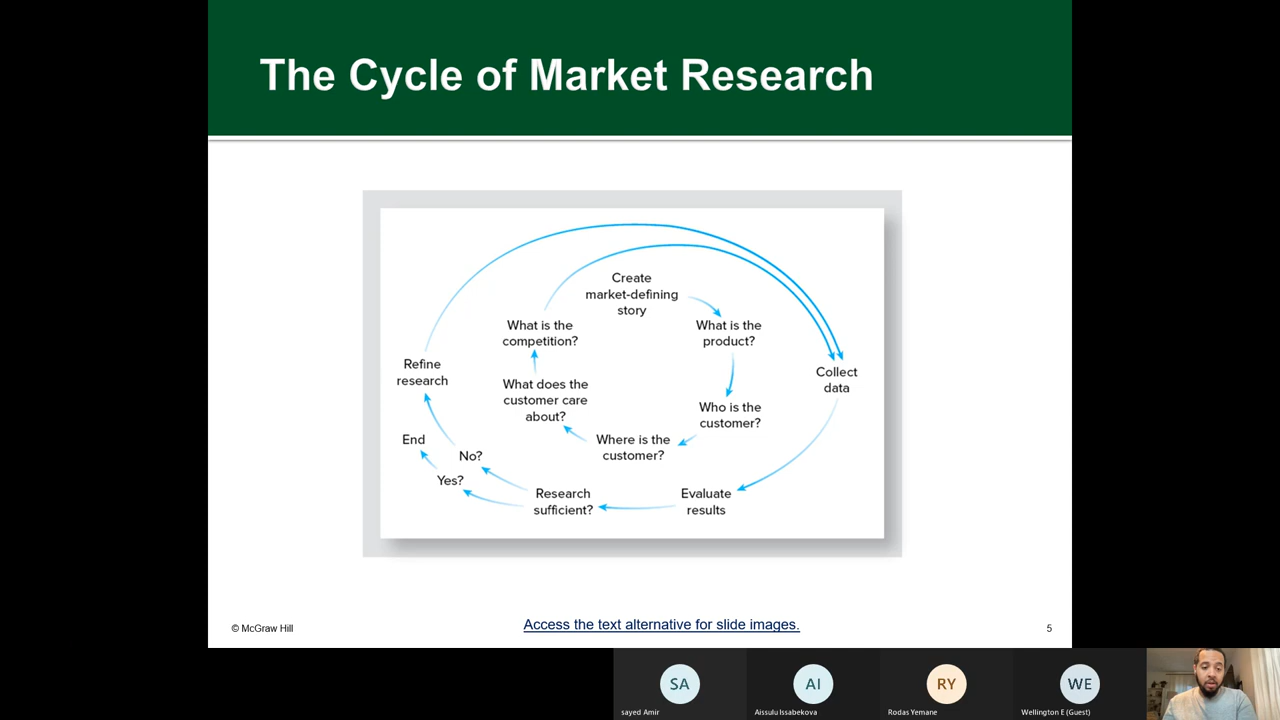 The Cycle of Market Research
Create
market-defining
story
What is the
product?
Who is the
customer?
Where is the
customer?
What does the
customer care
about?
What is the
competition?
Collect
data
Evaluate
results
Research
sufficient?
No?
Yes?
End
Refine
research
© McGraw Hill
Access the text alternative for slide images.
5
SA
sayed Amir
AI
Aissulu Issabekova
RY
Rodas Yemane
WE
Wellington E (Guest)